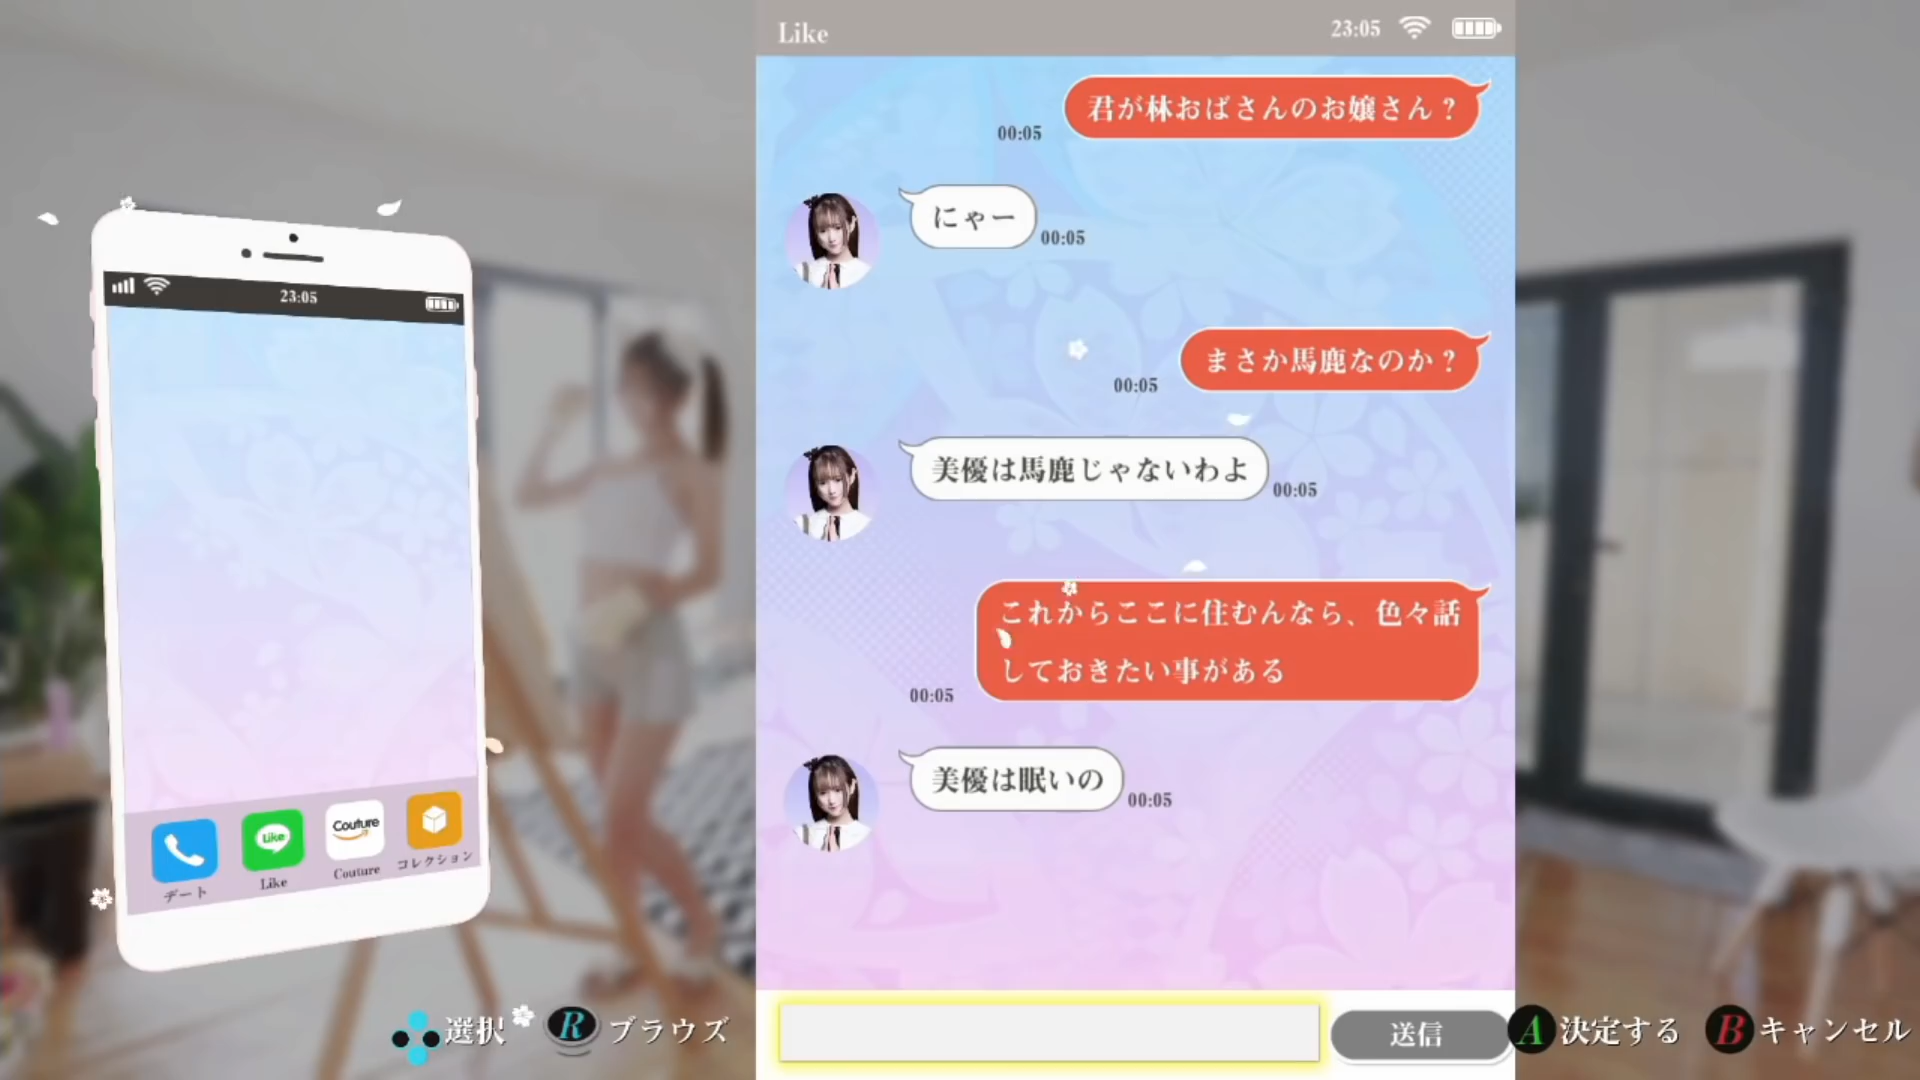 23:05
デート
Like
Like
Couture
Couture
コレクション
Like
23:05
君が林おばさんのお嬢さん？
00:05
にゃー
00:05
まさか馬鹿なのか？
00:05
美優は馬鹿じゃないわよ
00:05
これからここに住むんなら、色々話
しておきたい事がある
00:05
美優は眠いの
00:05
送信
選択
R ブラウズ
A 決定する
B キャンセル